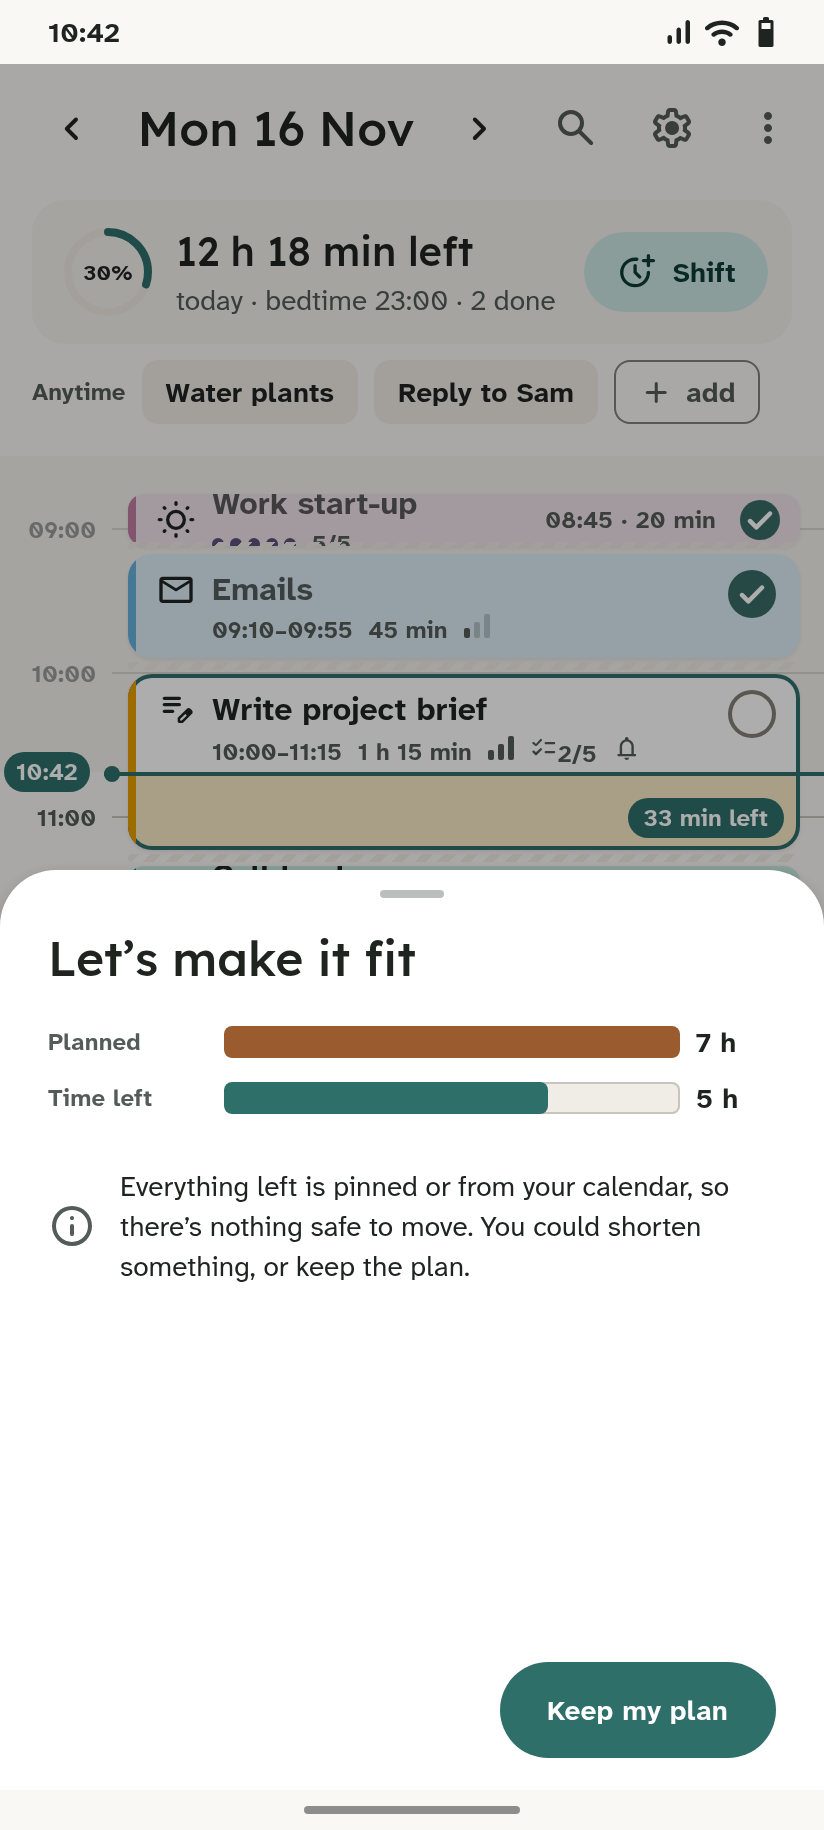 10:42
Mon 16 Nov
30%
12 h 18 min left
today · bedtime 23:00 · 2 done
Shift
Anytime
Water plants
Reply to Sam
add
09:00
Work start-up
5/5
08:45 · 20 min
Emails
09:10–09:55 45 min
10:00
Write project brief
10:00–11:15 1 h 15 min 2/5
10:42
11:00
33 min left
Let’s make it fit
Planned
7 h
Time left
5 h
Everything left is pinned or from your calendar, so
there’s nothing safe to move. You could shorten
something, or keep the plan.
Keep my plan